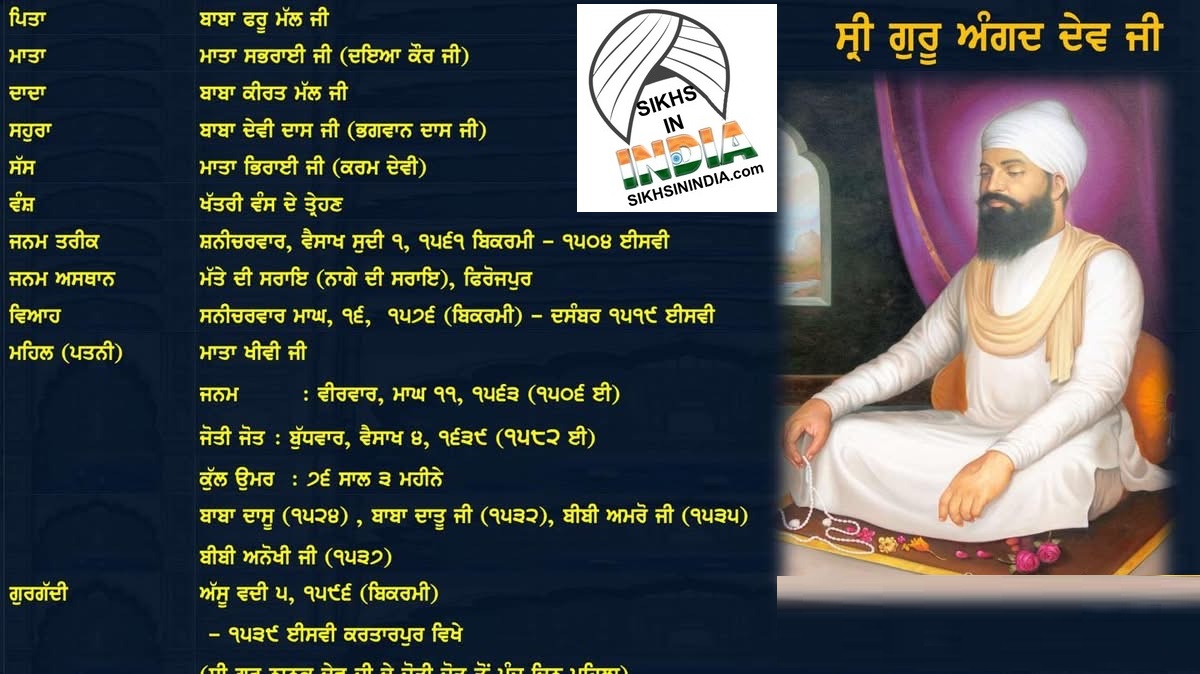 ਸ੍ਰੀ ਗੁਰੂ ਅੰਗਦ ਦੇਵ ਜੀ
ਪਿਤਾ ਬਾਬਾ ਫਰੂ ਮੱਲ ਜੀ
ਮਾਤਾ ਮਾਤਾ ਸਭਰਾਈ ਜੀ (ਦਇਆ ਕੌਰ ਜੀ)
ਦਾਦਾ ਬਾਬਾ ਕੀਰਤ ਮੱਲ ਜੀ
ਸਹੁਰਾ ਬਾਬਾ ਦੇਵੀ ਦਾਸ ਜੀ (ਭਗਵਾਨ ਦਾਸ ਜੀ)
ਸੱਸ ਮਾਤਾ ਭਿਰਾਈ ਜੀ (ਕਰਮ ਦੇਵੀ)
ਵੰਸ਼ ਖੱਤਰੀ ਵੰਸ ਦੇ ਤ੍ਰੇਹਣ
ਜਨਮ ਤਰੀਕ ਸ਼ਨੀਚਰਵਾਰ, ਵੈਸਾਖ ਸੁਦੀ ੧, ੧੫੬੧ ਬਿਕਰਮੀ – ੧੫੦੪ ਈਸਵੀ
ਜਨਮ ਅਸਥਾਨ ਮੱਤੇ ਦੀ ਸਰਾਇ (ਨਾਗੇ ਦੀ ਸਰਾਇ), ਫਿਰੋਜਪੁਰ
ਵਿਆਹ ਸਨੀਚਰਵਾਰ ਮਾਘ, ੧੬, ੧੫੭੬ (ਬਿਕਰਮੀ) – ਦਸੰਬਰ ੧੫੧੯ ਈਸਵੀ
ਮਹਿਲ (ਪਤਨੀ) ਮਾਤਾ ਖੀਵੀ ਜੀ
ਜਨਮ : ਵੀਰਵਾਰ, ਮਾਘ ੧੧, ੧੫੬੩ (੧੫੦੬ ਈ)
ਜੋਤੀ ਜੋਤ : ਬੁੱਧਵਾਰ, ਵੈਸਾਖ ੪, ੧੬੩੯ (੧੫੮੨ ਈ)
ਕੁੱਲ ਉਮਰ : ੭੬ ਸਾਲ ੩ ਮਹੀਨੇ
ਬਾਬਾ ਦਾਸੂ (੧੫੨੪) , ਬਾਬਾ ਦਾਤੂ ਜੀ (੧੫੩੨), ਬੀਬੀ ਅਮਰੋ ਜੀ (੧੫੩੫)
ਬੀਬੀ ਅਨੋਖੀ ਜੀ (੧੫੩੭)
ਗੁਰਗੱਦੀ ਅੱਸੂ ਵਦੀ ੫, ੧੫੯੬ (ਬਿਕਰਮੀ)
– ੧੫੩੯ ਈਸਵੀ ਕਰਤਾਰਪੁਰ ਵਿਖੇ
SIKHS
IN
INDIA
SIKHSININDIA.com